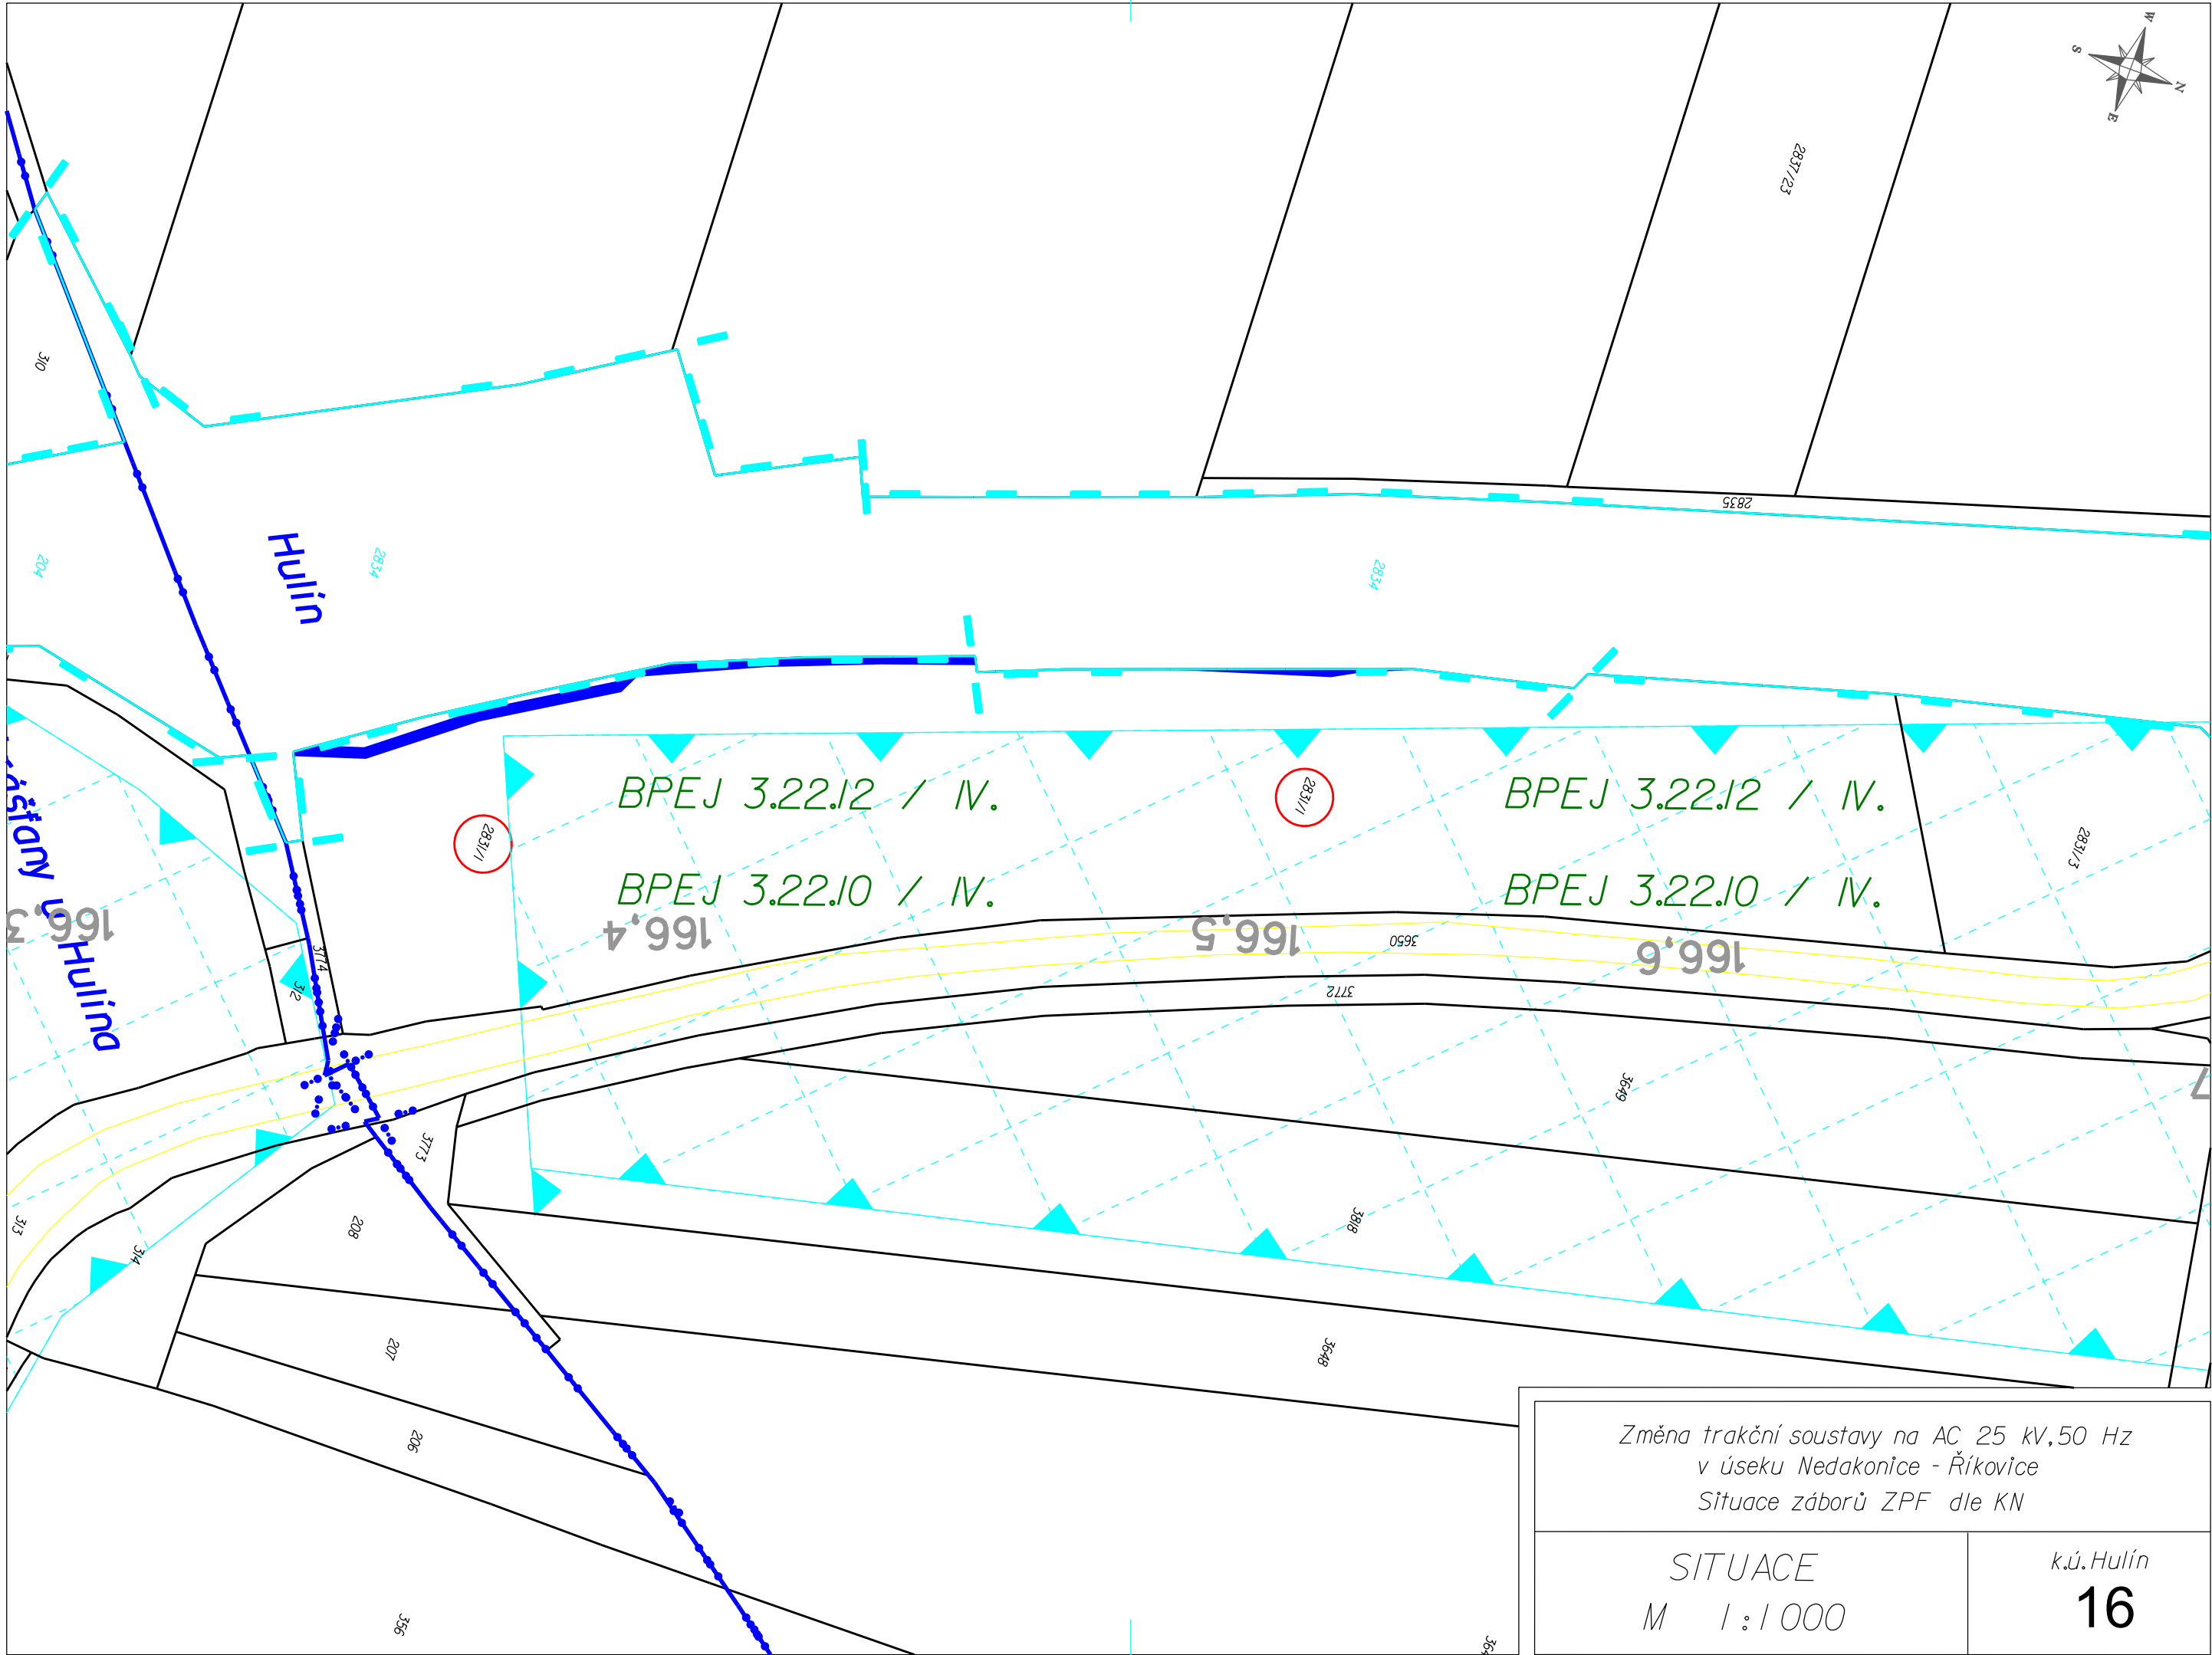 W
S
N
E
2837/23
310
2835
204
Hulín
2834
2834
BPEJ 3.22.12 / IV.
2831/1
BPEJ 3.22.12 / IV.
2831/1
2831/3
BPEJ 3.22.10 / IV.
BPEJ 3.22.10 / IV.
166,3
166,4
166,5
166,6
u Hulína
3774
312
3650
3772
3649
3773
313
314
208
3818
207
3648
206
356
Změna trakční soustavy na AC 25 kV,50 Hz
v úseku Nedakonice - Říkovice
Situace záborů ZPF dle KN
SITUACE
M 1:1000
k.ú.Hulín
16